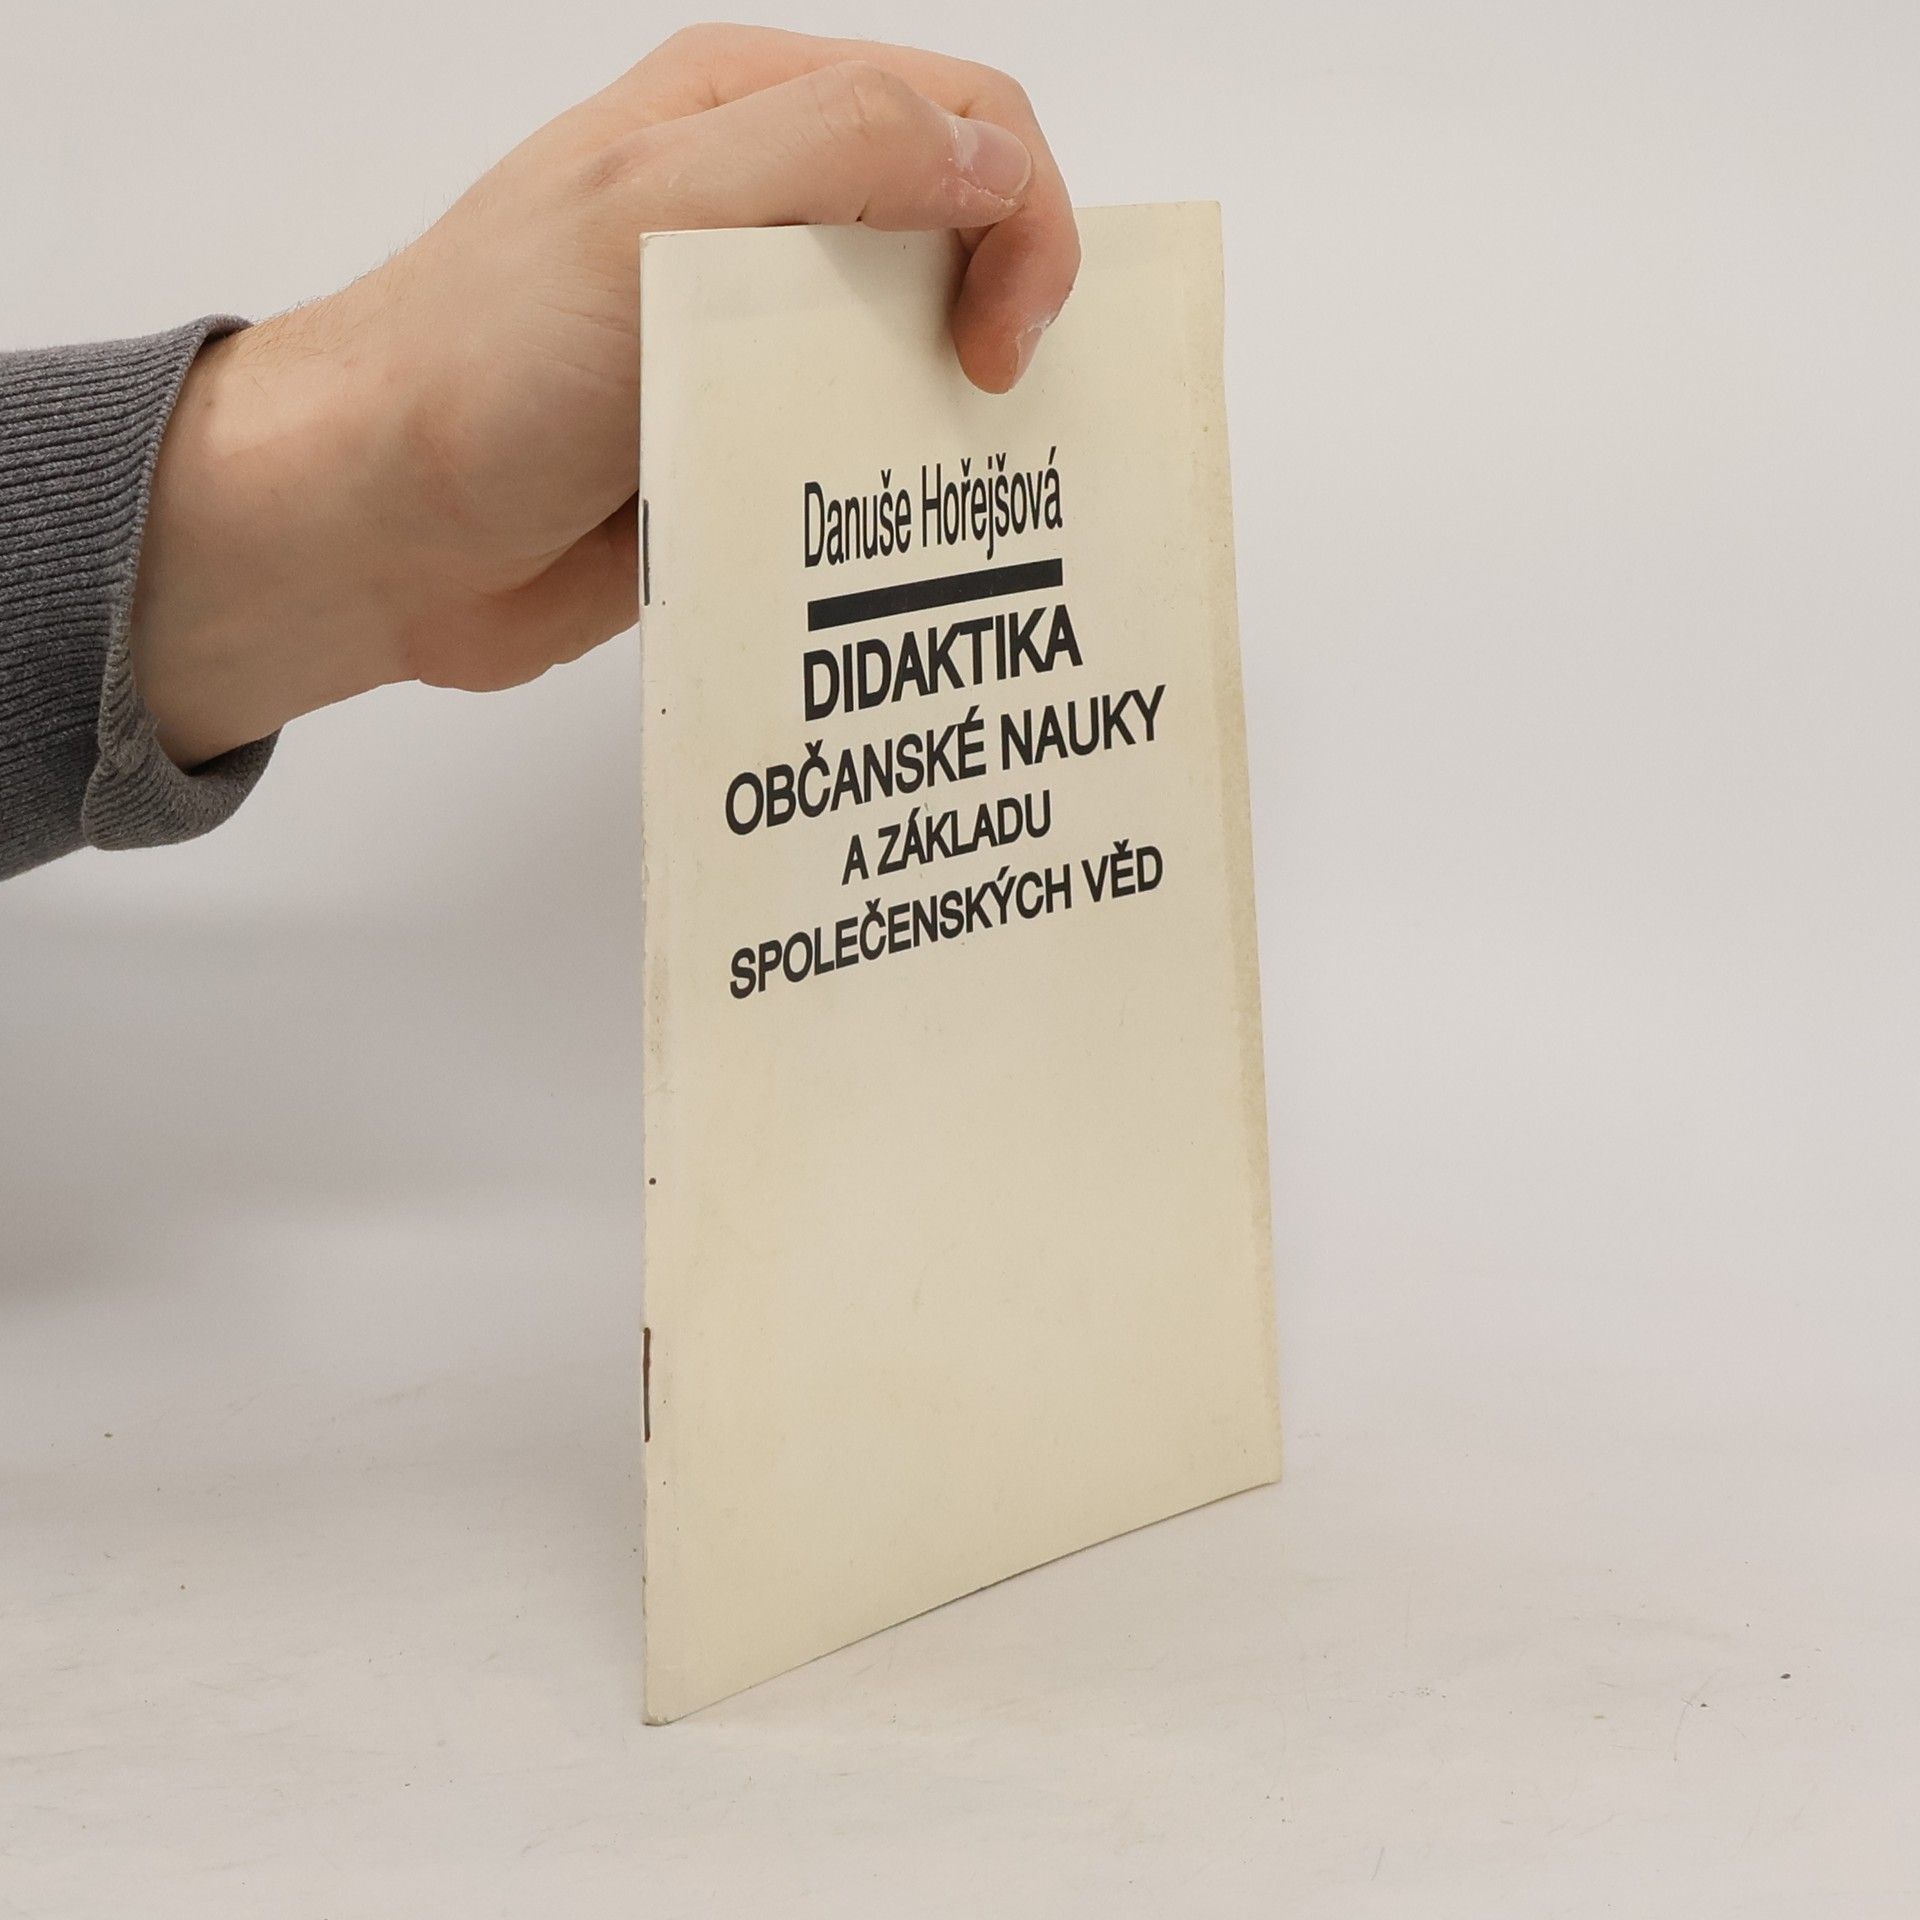 Danuše Hořejšová
DIDAKTIKA
OBČANSKÉ NAUKY
A ZÁKLADU
SPOLEČENSKÝCH VĚD